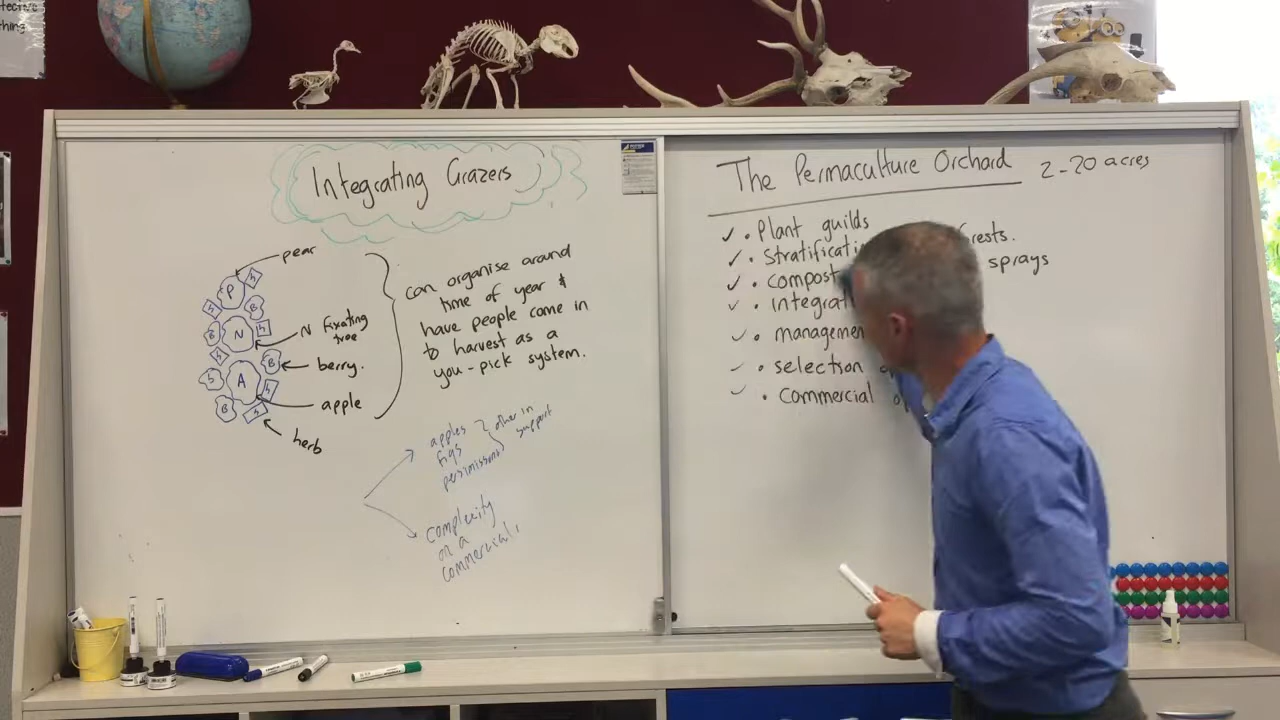 Integrating Grazers
pear
P
h
h
B
B
N
h
h
B
A
S
h
B
h
N fixating
tree
berry.
apple
herb
can organise around
time of year &
have people come in
to harvest as a
you-pick system.
apples
figs
persimmons
other in
support
complexity
on a
commercial
The Permaculture Orchard 2-20 acres
✓ • Plant guilds
✓ • Stratificati
✓ • compost sprays
✓ • integrat
✓ • managemen
✓ • selection
✓ • commercial